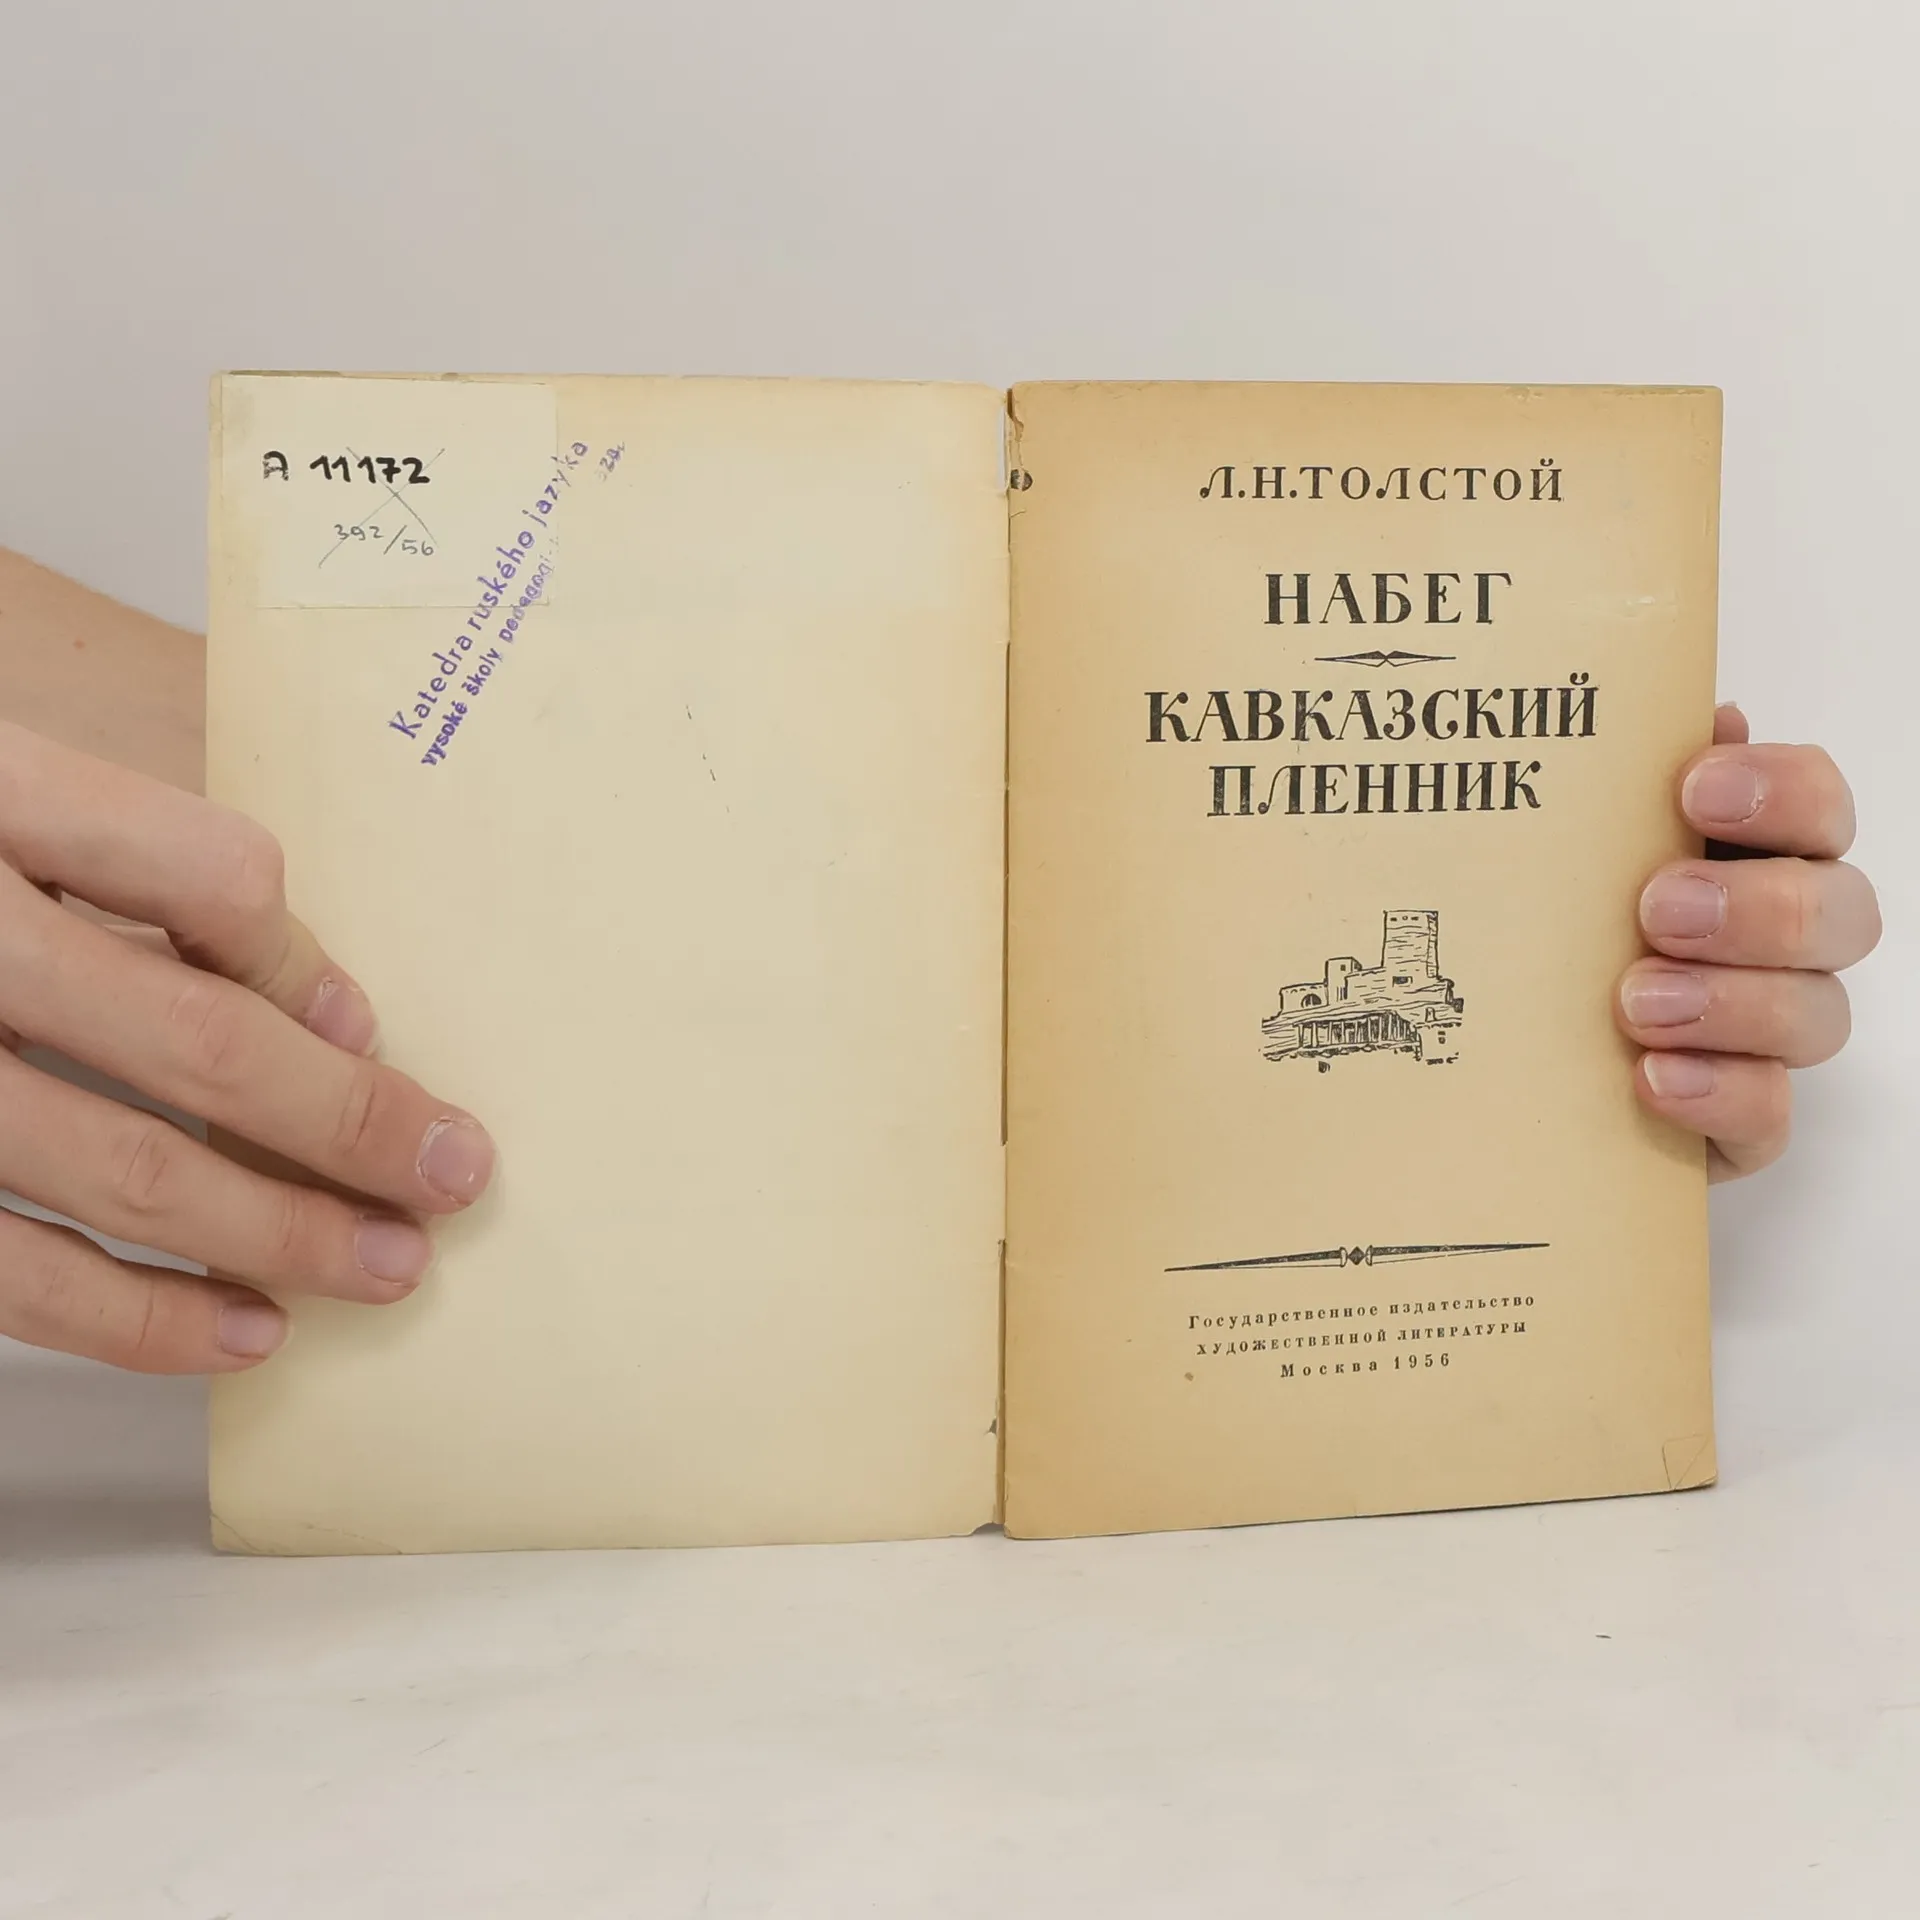 A 11172
392/56
Katedra ruského jazyka
vysoké školy
Л.Н.ТОЛСТОЙ
НАБЕГ
КАВКАЗСКИЙ
ПЛЕННИК
Государственное издательство
ХУДОЖЕСТВЕННОЙ ЛИТЕРАТУРЫ
Москва 1956